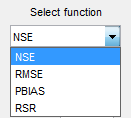 Select function
NSE
NSE
RMSE
PBIAS
RSR